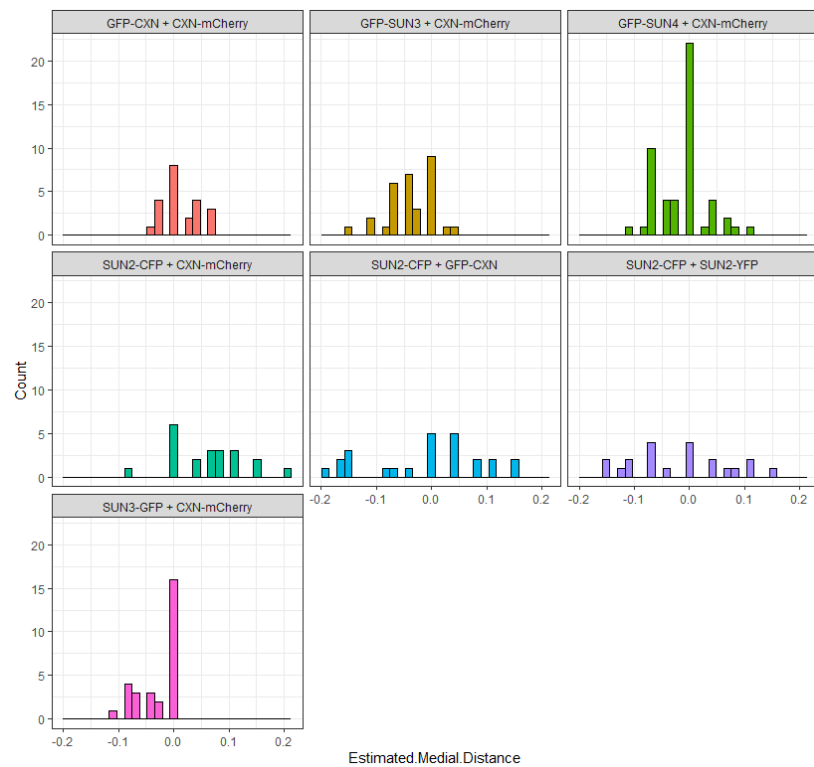 GFP-CXN + CXN-mCherry
GFP-SUN3 + CXN-mCherry
GFP-SUN4 + CXN-mCherry
20
15
10
5
0
SUN2-CFP + CXN-mCherry
SUN2-CFP + GFP-CXN
SUN2-CFP + SUN2-YFP
Count
20
15
10
5
0
-0.2 -0.1 0.0 0.1 0.2
-0.2 -0.1 0.0 0.1 0.2
SUN3-GFP + CXN-mCherry
20
15
10
5
0
-0.2 -0.1 0.0 0.1 0.2
Estimated.Medial.Distance